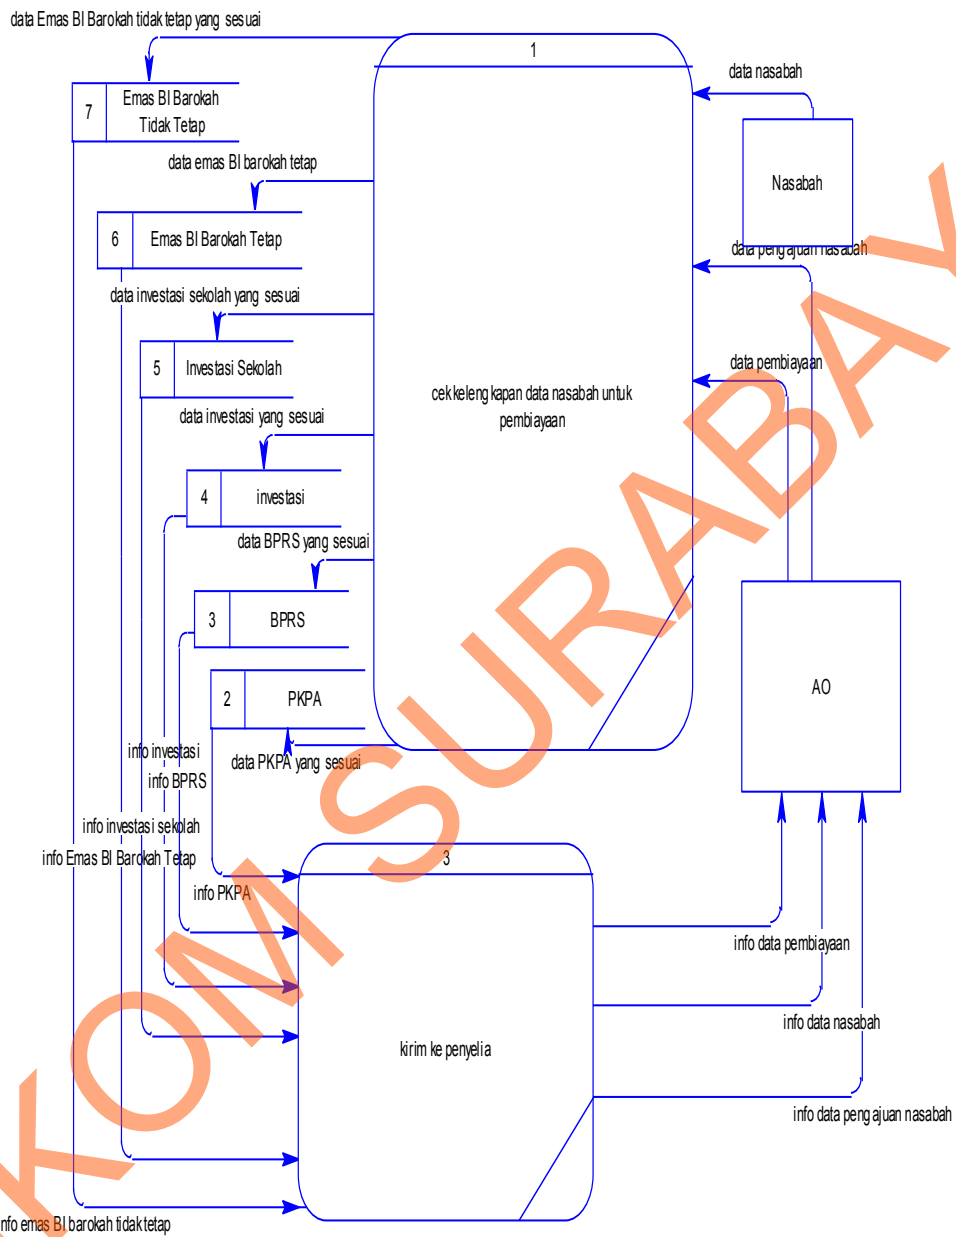 data Emas BI Barokah tidak tetap yang sesuai
1
data nasabah
7
Emas BI Barokah
Tidak Tetap
Nasabah
data emas BI barokah tetap
6
Emas BI Barokah Tetap
data pengajuan nasabah
data investasi sekolah yang sesuai
5
Investasi Sekolah
data pembiayaan
cek kelengkapan data nasabah untuk
pembiayaan
data investasi yang sesuai
4
investasi
data BPRS yang sesuai
3
BPRS
2
PKPA
AO
info investasi
data PKPA yang sesuai
info BPRS
info investasi sekolah
info Emas BI Barokah Tetap
3
info PKPA
info data pembiayaan
info data nasabah
kirim ke penyelia
info data pengajuan nasabah
nfo emas BI barokah tidak tetap
KOM SURABAY